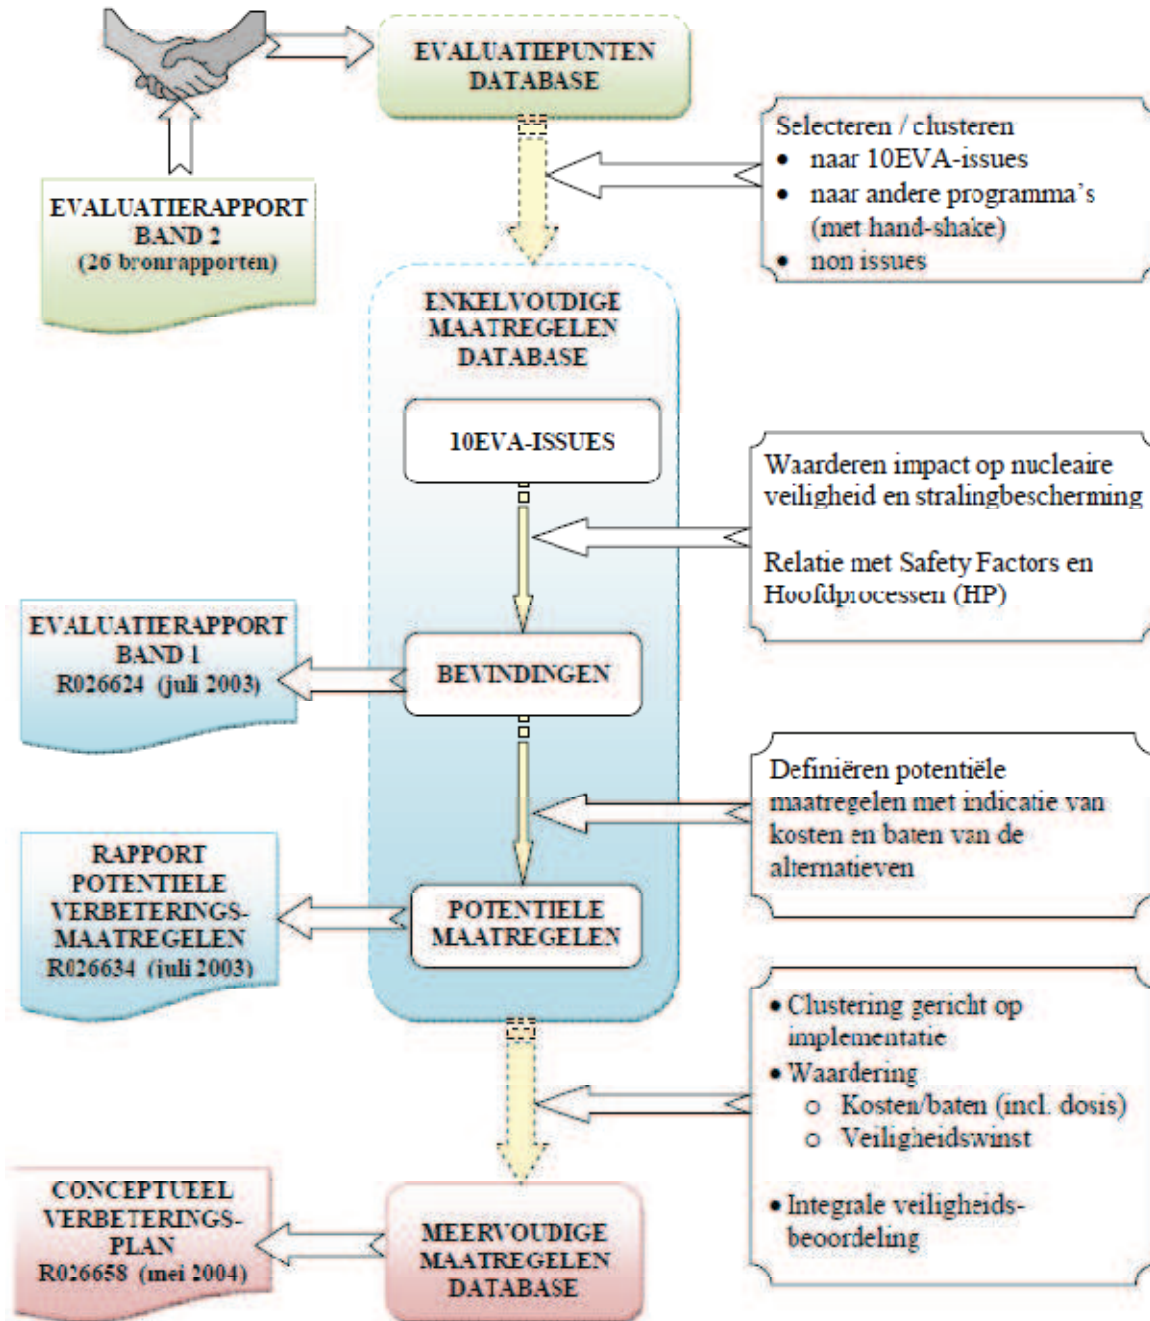 EVALUATIEPUNTEN
DATABASE
Selecteren / clusteren
• naar 10EVA-issues
• naar andere programma's
(met hand-shake)
• non issues
EVALUATIERAPPORT
BAND 2
(26 bronrapporten)
ENKELVOUDIGE
MAATREGELEN
DATABASE
10EVA-ISSUES
Waarderen impact op nucleaire
veiligheid en stralingbescherming
Relatie met Safety Factors en
Hoofdprocessen (HP)
EVALUATIERAPPORT
BAND 1
R026624 (juli 2003)
BEVINDINGEN
Definiëren potentiële
maatregelen met indicatie van
kosten en baten van de
alternatieven
RAPPORT
POTENTIELE
VERBETERINGS-
MAATREGELEN
R026634 (juli 2003)
POTENTIELE
MAATREGELEN
• Clustering gericht op
implementatie
• Waardering
o Kosten/baten (incl. dosis)
o Veiligheidswinst
• Integrale veiligheids-
beoordeling
CONCEPTUEEL
VERBETERINGS-
PLAN
R026658 (mei 2004)
MEERVOUDIGE
MAATREGELEN
DATABASE